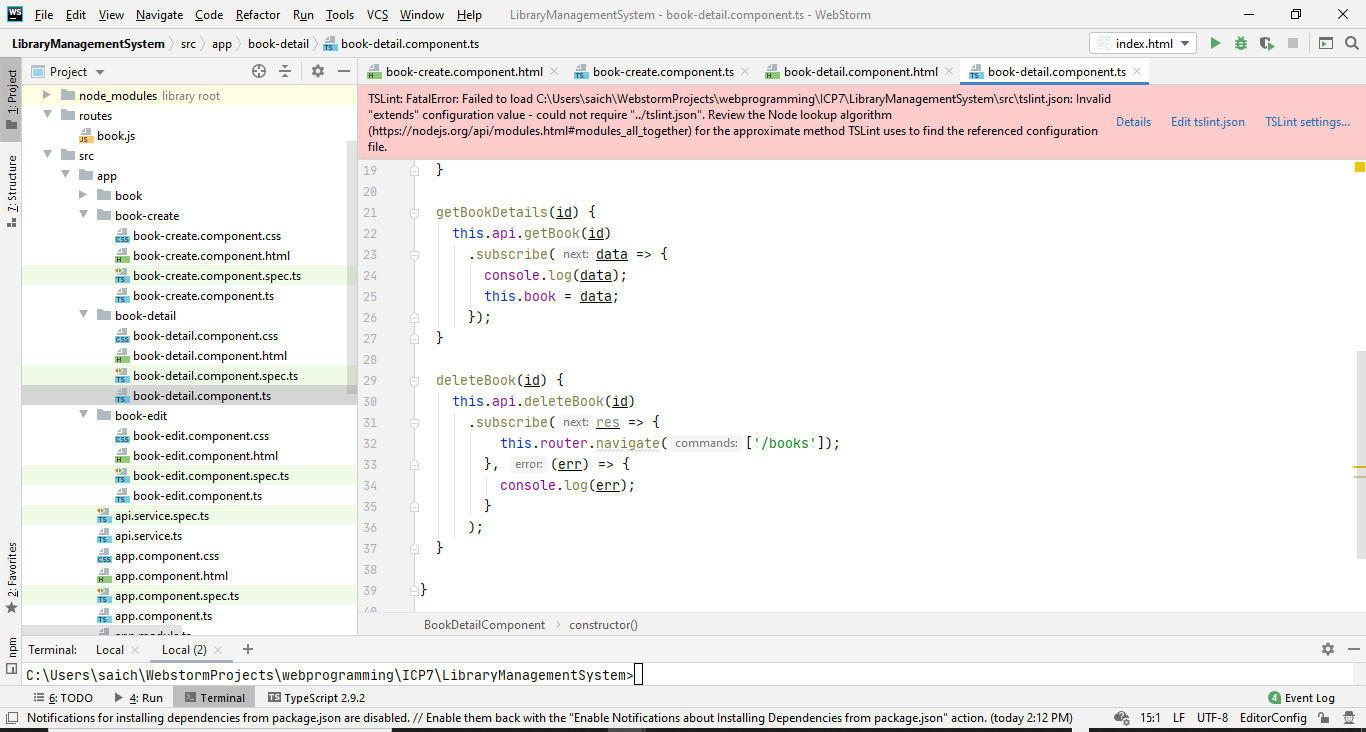 WS File Edit View Navigate Code Refactor Run Tools VCS Window Help LibraryManagementSystem - book-detail.component.ts - WebStorm
LibraryManagementSystem src app book-detail book-detail.component.ts index.html
Project book-create.component.html book-create.component.ts book-detail.component.html book-detail.component.ts
1: Project
7: Structure
2: Favorites
npm
node_modules library root
routes
book.js
src
app
book
book-create
book-create.component.css
book-create.component.html
book-create.component.spec.ts
book-create.component.ts
book-detail
book-detail.component.css
book-detail.component.html
book-detail.component.spec.ts
book-detail.component.ts
book-edit
book-edit.component.css
book-edit.component.html
book-edit.component.spec.ts
book-edit.component.ts
api.service.spec.ts
api.service.ts
app.component.css
app.component.html
app.component.spec.ts
app.component.ts
app.module.ts
TSLint: FatalError: Failed to load C:\Users\saich\WebstormProjects\webprogramming\ICP7\LibraryManagementSystem\src\tslint.json: Invalid
"extends" configuration value - could not require "../tslint.json". Review the Node lookup algorithm
(https://nodejs.org/api/modules.html#modules_all_together) for the approximate method TSLint uses to find the referenced configuration
file.
Details Edit tslint.json TSLint settings...
19 }
20
21 getBookDetails(id) {
22 this.api.getBook(id)
23 .subscribe( next: data => {
24 console.log(data);
25 this.book = data;
26 });
27 }
28
29 deleteBook(id) {
30 this.api.deleteBook(id)
31 .subscribe( next: res => {
32 this.router.navigate( commands: ['/books']);
33 }, error: (err) => {
34 console.log(err);
35 }
36 );
37 }
38
39 }
40
BookDetailComponent constructor()
Terminal: Local Local (2) +
C:\Users\saich\WebstormProjects\webprogramming\ICP7\LibraryManagementSystem>
6: TODO 4: Run Terminal TypeScript 2.9.2 4 Event Log
Notifications for installing dependencies from package.json are disabled. // Enable them back with the "Enable Notifications about Installing Dependencies from package.json" action. (today 2:12 PM) 15:1 LF UTF-8 EditorConfig